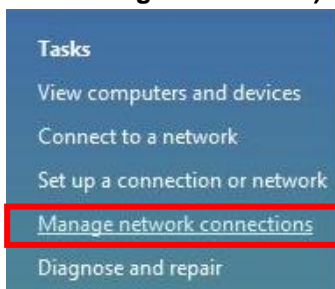 Tasks
View computers and devices
Connect to a network
Set up a connection or network
Manage network connections
Diagnose and repair